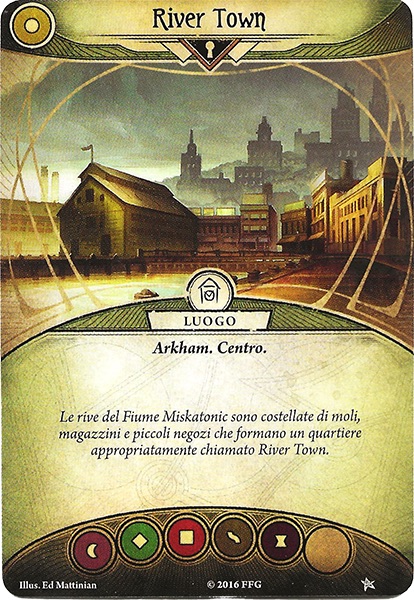 River Town
LUOGO
Arkham. Centro.
Le rive del Fiume Miskatonic sono costellate di moli,
magazzini e piccoli negozi che formano un quartiere
appropriatamente chiamato River Town.
Illus. Ed Mattinian
© 2016 FFG